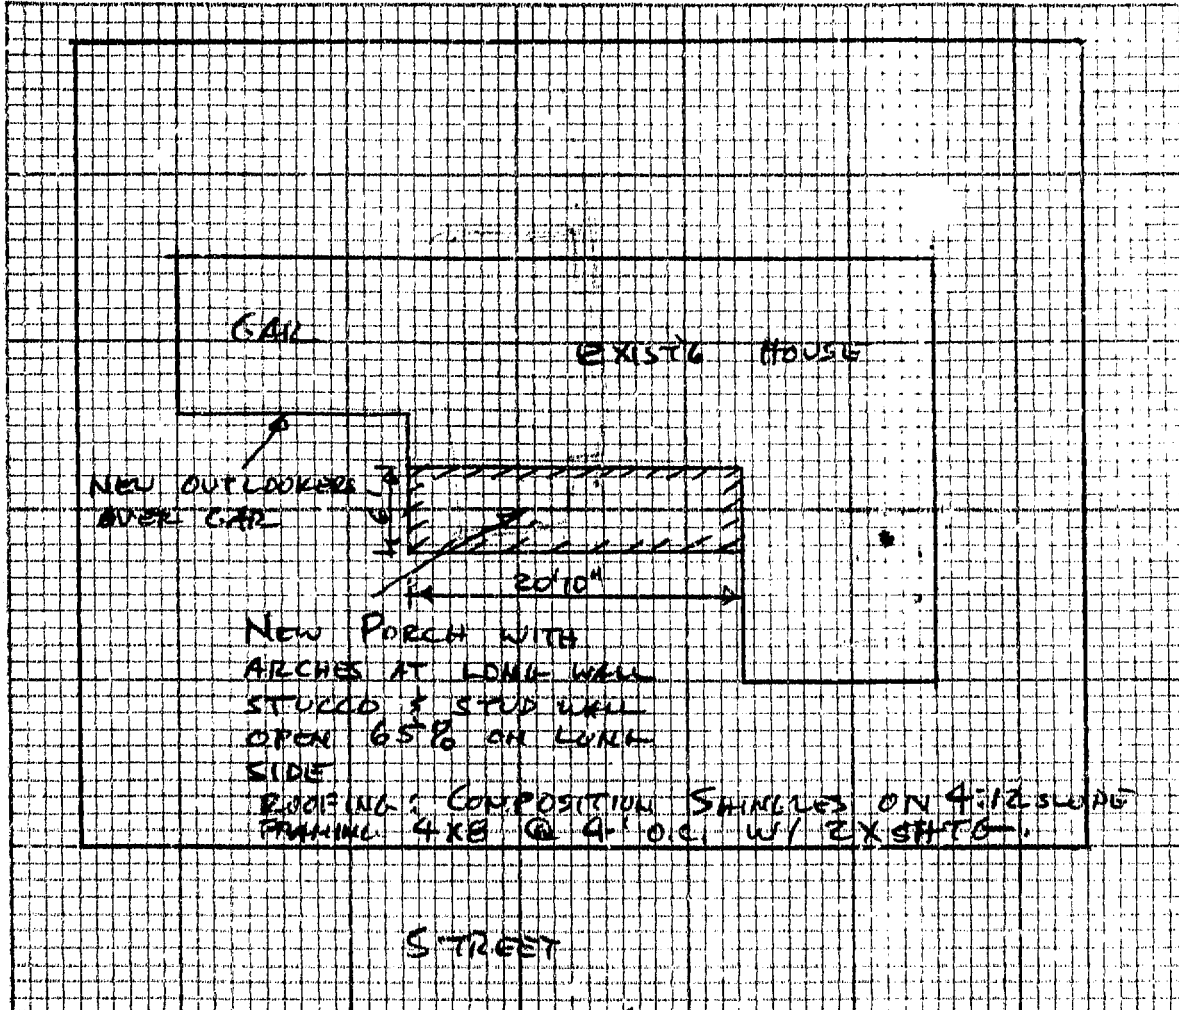 GAR
EXIST'G HOUSE
NEW OUTLOOKERS
OVER GAR
6'
20'10"
NEW PORCH WITH
ARCHES AT LONG WALL
STUCCO & STUD WALL
OPEN 65% ON LONG
SIDE
ROOFING: COMPOSITION SHINGLES ON 4:12 SLOPE
FRAMING 4X8 @ 4' O.C. W/ 2X SHTG.
STREET